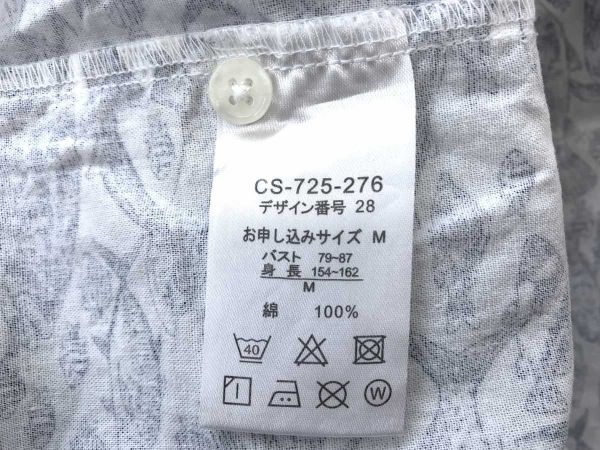 CS-725-276
デザイン番号 28
お申し込みサイズ M
バスト 79~87
身長 154~162
M
綿 100%
40
W